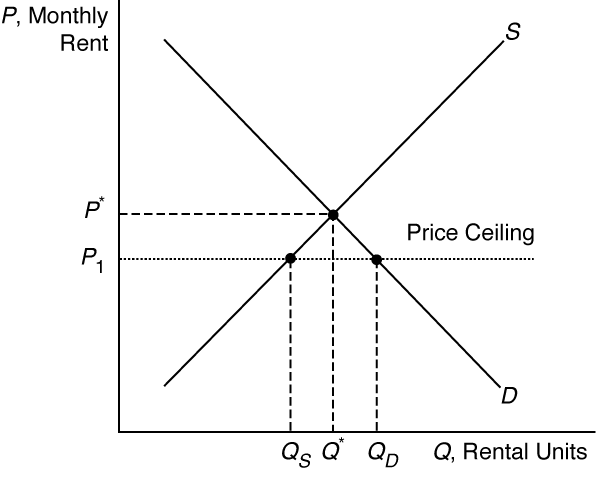 P, Monthly
Rent
S
P*
Price Ceiling
P1
D
QS Q* QD Q, Rental Units